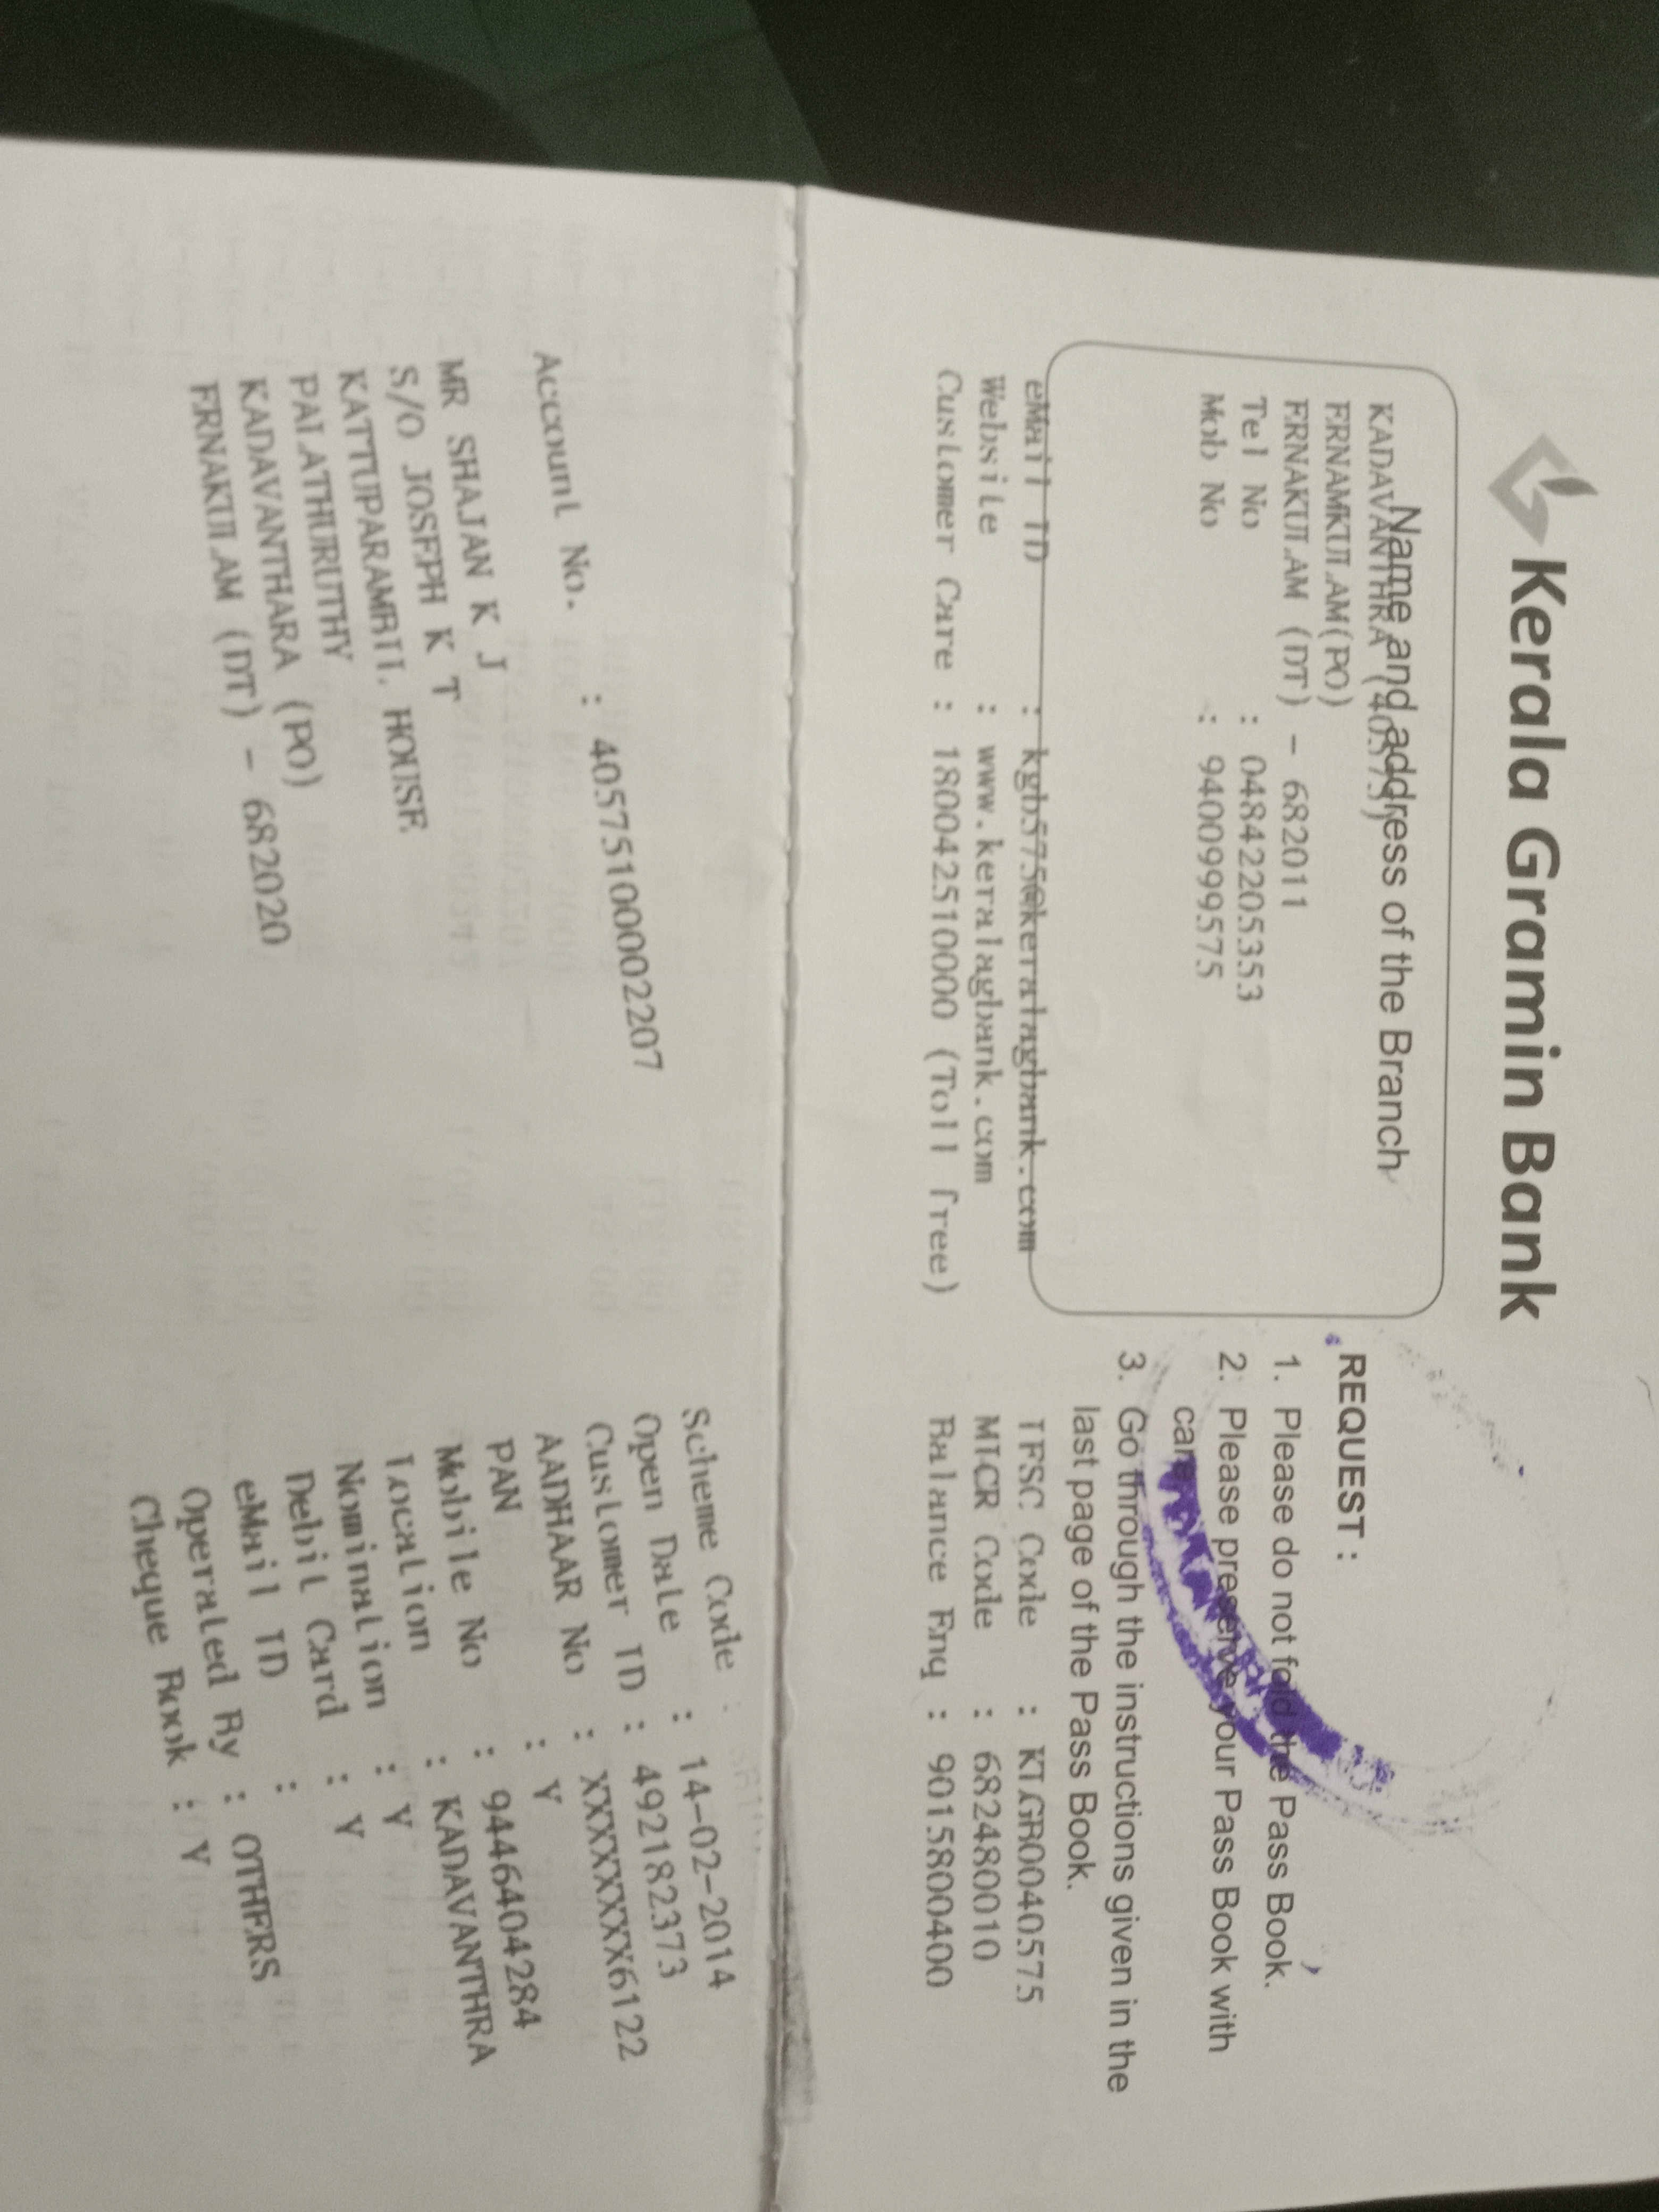 Kerala Gramin Bank
Name and address of the Branch
KADAVANTHRA (40575)
ERNAMKULAM(PO)
ERNAKULAM (DT) - 682011
Tel No : 04842205353
Mob No : 9400999575
eMail ID : kgb575@keralagbank.com
Website : www.keralagbank.com
Customer Care : 180042510000 (Toll free)
REQUEST :
1. Please do not fold the Pass Book.
2. Please preserve your Pass Book with
care
3. Go through the instructions given in the
last page of the Pass Book.
IFSC Code : KLGB0040575
MICR Code : 682480010
Balance Enq : 9015800400
Account No. : 40575100002207
MR SHAJAN K J
S/O JOSEPH K T
KATTUPARAMBIL HOUSE
PALATHURUTHY
KADAVANTHARA (PO)
ERNAKULAM (DT) - 682020
Scheme Code :
Open Date : 14-02-2014
Customer ID : 492182373
AADHAAR No : XXXXXXXX6122
PAN : Y
Mobile No : 9446404284
Location : KADAVANTHRA
Nomination : Y
Debit Card : Y
eMail ID :
Operated By : OTHERS
Cheque Book : Y